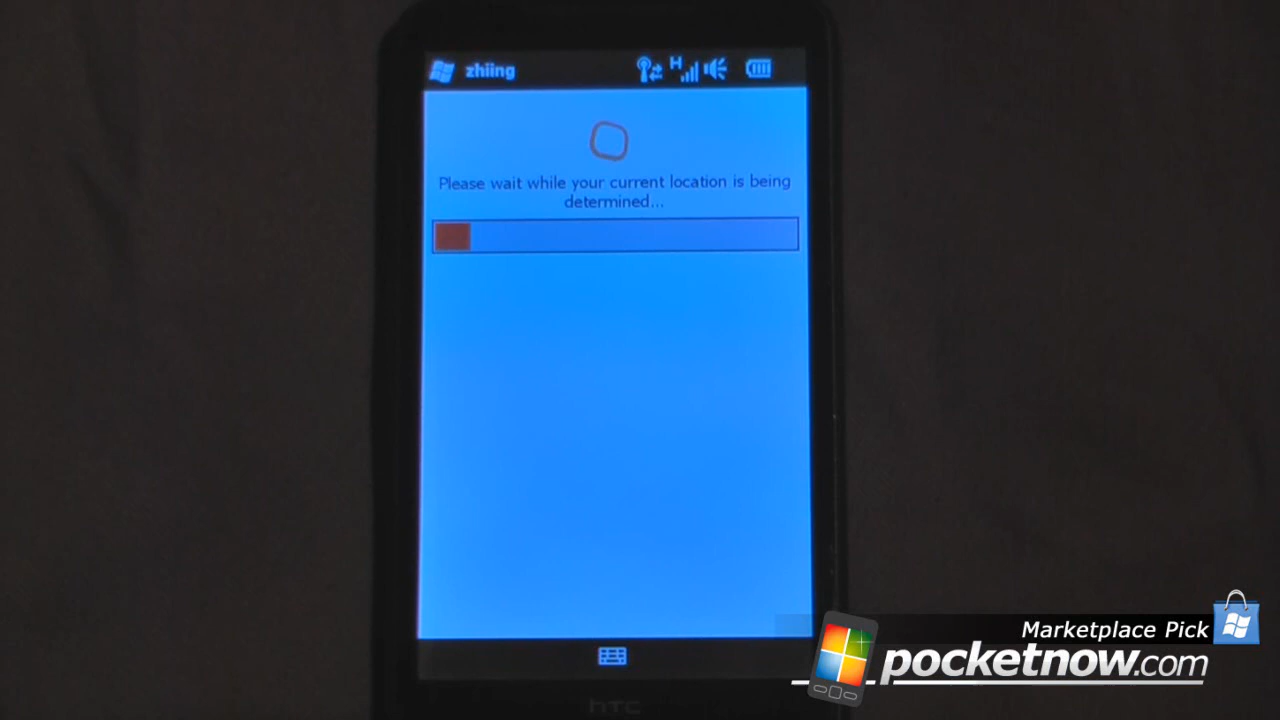 zhiing
H
Please wait while your current location is being
determined...
hTC
Marketplace Pick
pocketnow.com